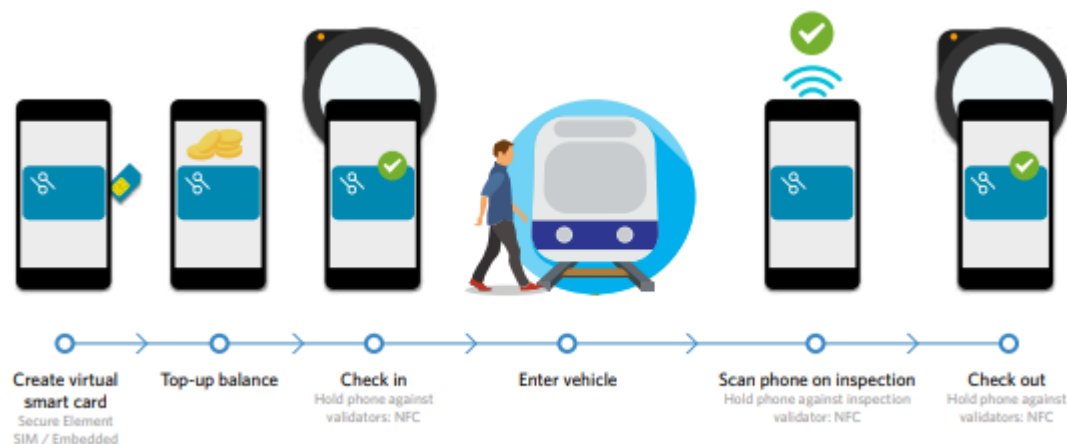 Create virtual
smart card
Secure Element
SIM / Embedded
Top-up balance
Check in
Hold phone against
validators: NFC
Enter vehicle
Scan phone on inspection
Hold phone against inspection
validator: NFC
Check out
Hold phone against
validators: NFC